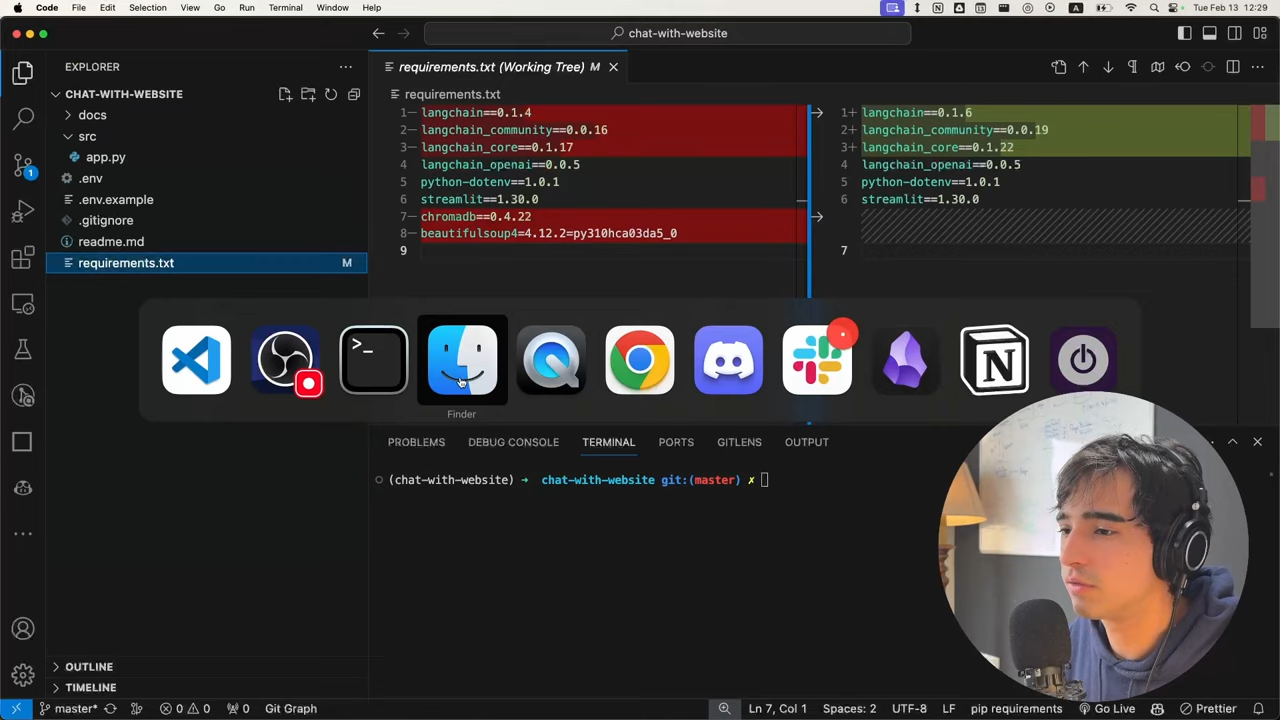 Code File Edit Selection View Go Run Terminal Window Help
A Tue Feb 13 12:29
chat-with-website
EXPLORER
requirements.txt (Working Tree) M
CHAT-WITH-WEBSITE
requirements.txt
docs
src
app.py
.env
.env.example
.gitignore
readme.md
requirements.txt M
1 langchain==0.1.4
2 langchain_community==0.0.16
3 langchain_core==0.1.17
4 langchain_openai==0.0.5
5 python-dotenv==1.0.1
6 streamlit==1.30.0
7 chromadb==0.4.22
8 beautifulsoup4=4.12.2=py310hca03da5_0
9
1+ langchain==0.1.6
2+ langchain_community==0.0.19
3+ langchain_core==0.1.22
4 langchain_openai==0.0.5
5 python-dotenv==1.0.1
6 streamlit==1.30.0
7
1
>_
N
Finder
PROBLEMS DEBUG CONSOLE TERMINAL PORTS GITLENS OUTPUT
(chat-with-website) → chat-with-website git:(master) ✗
OUTLINE
TIMELINE
master* 0 0 0 Git Graph
Ln 7, Col 1 Spaces: 2 UTF-8 LF pip requirements Go Live Prettier